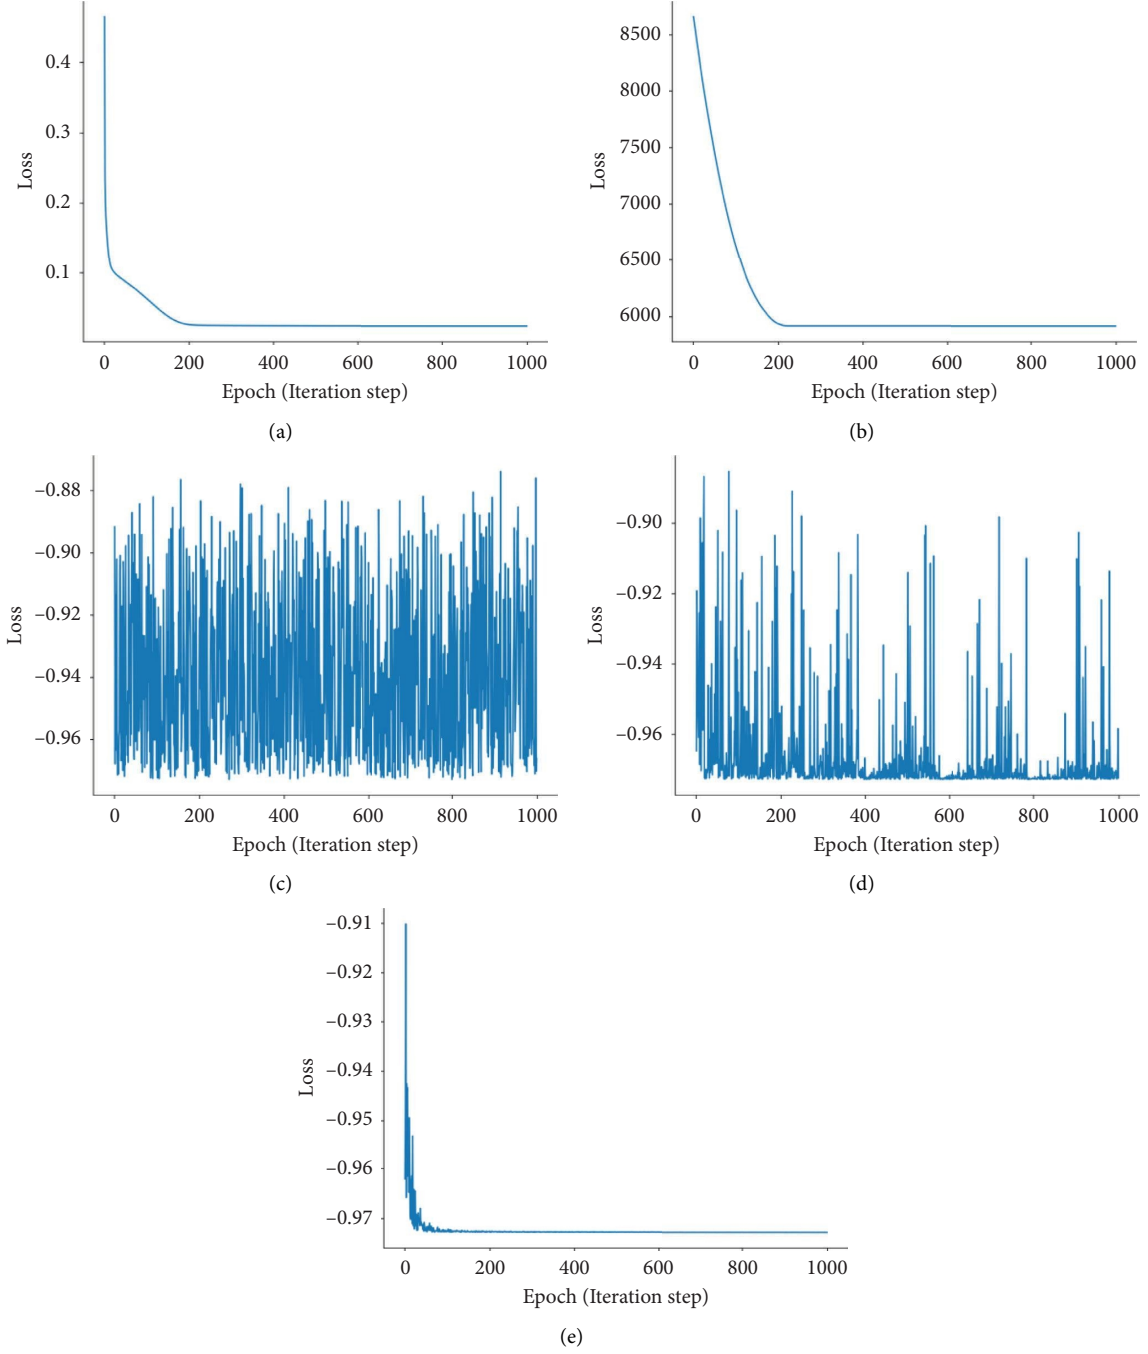 0.4
0.3
0.2
0.1
Loss
0 200 400 600 800 1000
Epoch (Iteration step)
(a)
8500
8000
7500
7000
6500
6000
Loss
0 200 400 600 800 1000
Epoch (Iteration step)
(b)
−0.88
−0.90
−0.92
−0.94
−0.96
Loss
0 200 400 600 800 1000
Epoch (Iteration step)
(c)
−0.90
−0.92
−0.94
−0.96
Loss
0 200 400 600 800 1000
Epoch (Iteration step)
(d)
−0.91
−0.92
−0.93
−0.94
−0.95
−0.96
−0.97
Loss
0 200 400 600 800 1000
Epoch (Iteration step)
(e)